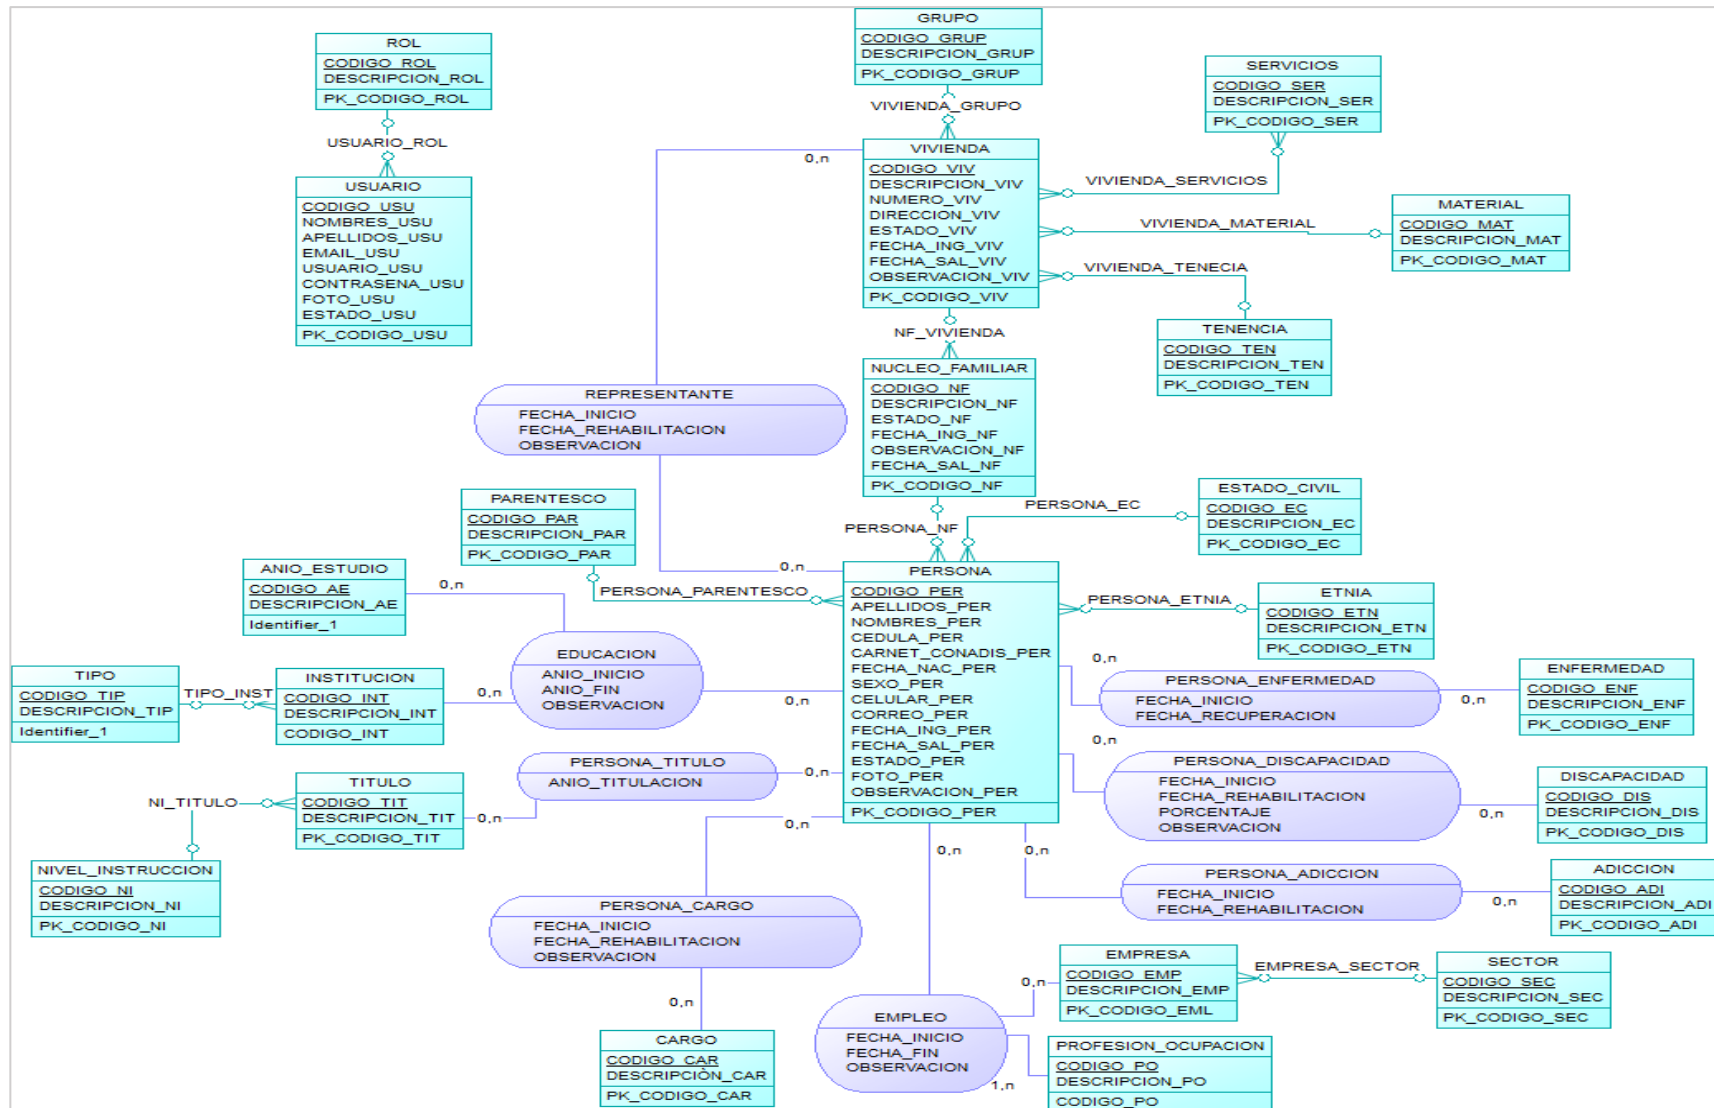 GRUPO
CODIGO_GRUP
DESCRIPCION_GRUP
PK_CODIGO_GRUP
ROL
CODIGO_ROL
DESCRIPCION_ROL
PK_CODIGO_ROL
SERVICIOS
CODIGO_SER
DESCRIPCION_SER
PK_CODIGO_SER
VIVIENDA_GRUPO
USUARIO_ROL
0,n
VIVIENDA
CODIGO_VIV
DESCRIPCION_VIV
NUMERO_VIV
DIRECCION_VIV
ESTADO_VIV
FECHA_ING_VIV
FECHA_SAL_VIV
OBSERVACION_VIV
PK_CODIGO_VIV
USUARIO
CODIGO_USU
NOMBRES_USU
APELLIDOS_USU
EMAIL_USU
USUARIO_USU
CONTRASENA_USU
FOTO_USU
ESTADO_USU
PK_CODIGO_USU
VIVIENDA_SERVICIOS
VIVIENDA_MATERIAL
MATERIAL
CODIGO_MAT
DESCRIPCION_MAT
PK_CODIGO_MAT
VIVIENDA_TENECIA
TENENCIA
CODIGO_TEN
DESCRIPCION_TEN
PK_CODIGO_TEN
NF_VIVIENDA
NUCLEO_FAMILIAR
CODIGO_NF
DESCRIPCION_NF
ESTADO_NF
FECHA_ING_NF
OBSERVACION_NF
FECHA_SAL_NF
PK_CODIGO_NF
REPRESENTANTE
FECHA_INICIO
FECHA_REHABILITACION
OBSERVACION
PARENTESCO
CODIGO_PAR
DESCRIPCION_PAR
PK_CODIGO_PAR
PERSONA_NF
PERSONA_EC
ESTADO_CIVIL
CODIGO_EC
DESCRIPCION_EC
PK_CODIGO_EC
0,n
PERSONA_PARENTESCO
ANIO_ESTUDIO
CODIGO_AE
DESCRIPCION_AE
Identifier_1
0,n
PERSONA
CODIGO_PER
APELLIDOS_PER
NOMBRES_PER
CEDULA_PER
CARNET_CONADIS_PER
FECHA_NAC_PER
SEXO_PER
CELULAR_PER
CORREO_PER
FECHA_ING_PER
FECHA_SAL_PER
ESTADO_PER
FOTO_PER
OBSERVACION_PER
PK_CODIGO_PER
PERSONA_ETNIA
ETNIA
CODIGO_ETN
DESCRIPCION_ETN
PK_CODIGO_ETN
EDUCACION
ANIO_INICIO
ANIO_FIN
OBSERVACION
0,n
0,n
TIPO
CODIGO_TIP
DESCRIPCION_TIP
Identifier_1
TIPO_INST
INSTITUCION
CODIGO_INT
DESCRIPCION_INT
CODIGO_INT
0,n
PERSONA_ENFERMEDAD
FECHA_INICIO
FECHA_RECUPERACION
0,n
ENFERMEDAD
CODIGO_ENF
DESCRIPCION_ENF
PK_CODIGO_ENF
0,n
PERSONA_TITULO
ANIO_TITULACION
0,n
0,n
NI_TITULO
TITULO
CODIGO_TIT
DESCRIPCION_TIT
PK_CODIGO_TIT
PERSONA_DISCAPACIDAD
FECHA_INICIO
FECHA_REHABILITACION
PORCENTAJE
OBSERVACION
0,n
DISCAPACIDAD
CODIGO_DIS
DESCRIPCION_DIS
PK_CODIGO_DIS
NIVEL_INSTRUCCION
CODIGO_NI
DESCRIPCION_NI
PK_CODIGO_NI
0,n
0,n
0,n
PERSONA_ADICCION
FECHA_INICIO
FECHA_REHABILITACION
0,n
ADICCION
CODIGO_ADI
DESCRIPCION_ADI
PK_CODIGO_ADI
PERSONA_CARGO
FECHA_INICIO
FECHA_REHABILITACION
OBSERVACION
0,n
CARGO
CODIGO_CAR
DESCRIPCIÒN_CAR
PK_CODIGO_CAR
EMPLEO
FECHA_INICIO
FECHA_FIN
OBSERVACION
0,n
1,n
EMPRESA
CODIGO_EMP
DESCRIPCION_EMP
PK_CODIGO_EML
EMPRESA_SECTOR
SECTOR
CODIGO_SEC
DESCRIPCION_SEC
PK_CODIGO_SEC
PROFESION_OCUPACION
CODIGO_PO
DESCRIPCION_PO
CODIGO_PO